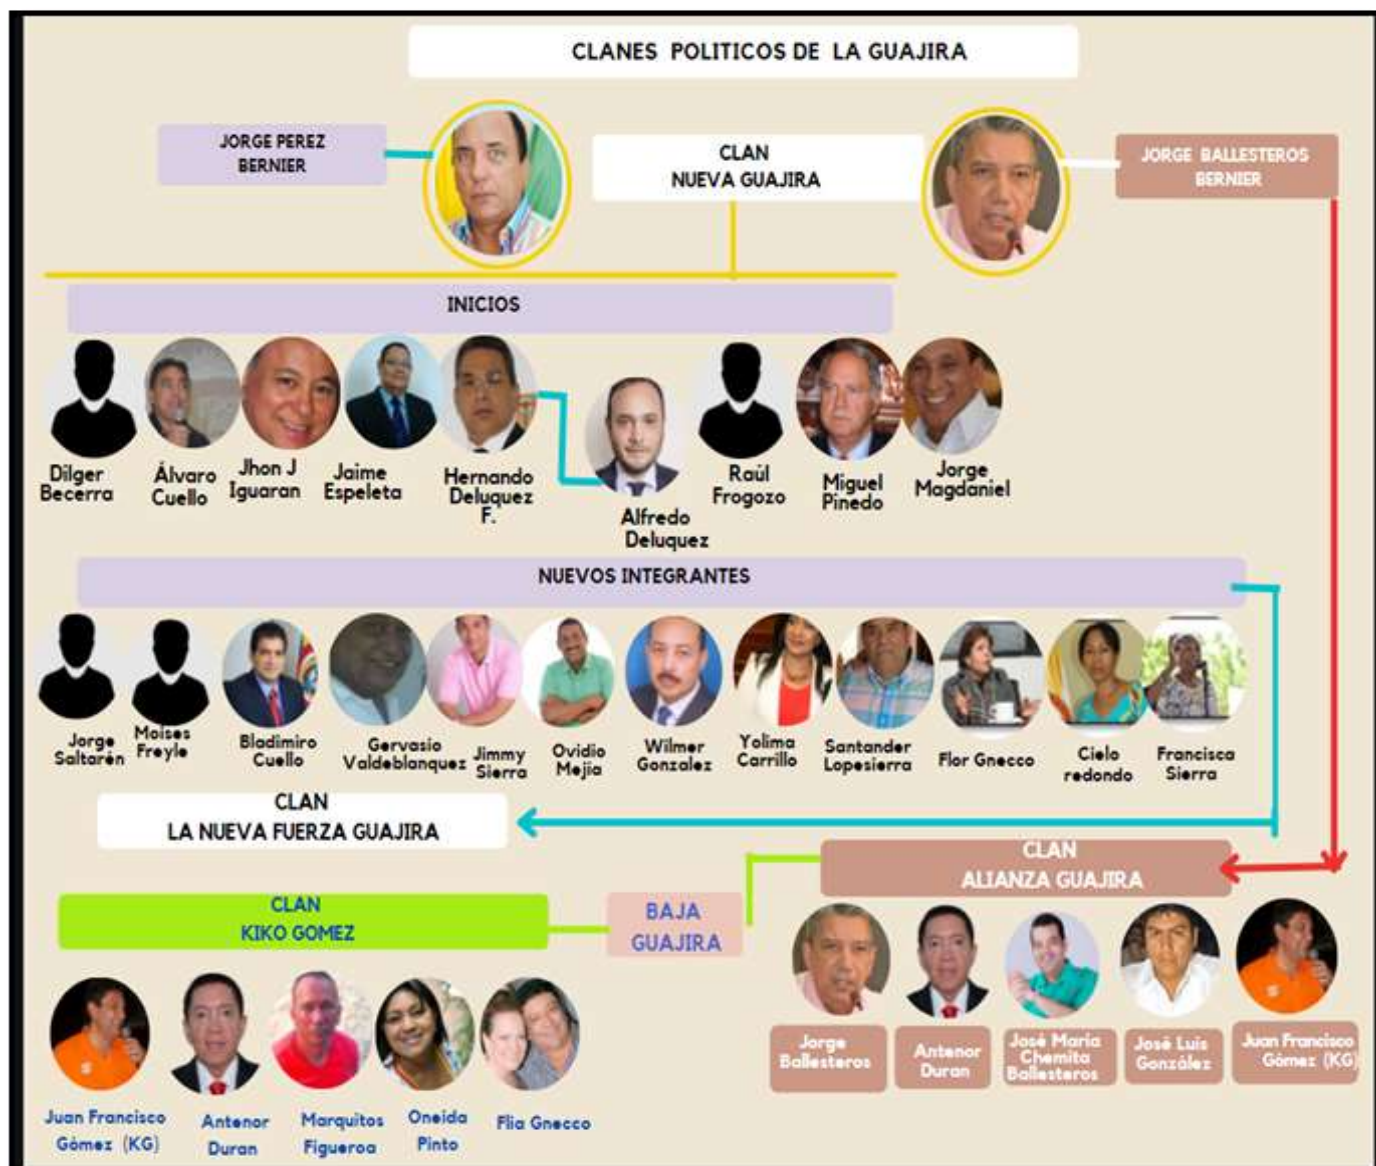 CLANES POLITICOS DE LA GUAJIRA
JORGE PEREZ
BERNIER
CLAN
NUEVA GUAJIRA
JORGE BALLESTEROS
BERNIER
INICIOS
Dilger
Becerra
Álvaro
Cuello
Jhon J
Iguaran
Jaime
Espeleta
Hernando
Deluquez
F.
Alfredo
Deluquez
Raúl
Frogozo
Miguel
Pinedo
Jorge
Magdaniel
NUEVOS INTEGRANTES
Jorge
Saltarén
Moises
Freyle
Bladimiro
Cuello
Gervasio
Valdeblanquez
Jimmy
Sierra
Ovidio
Mejia
Wilmer
Gonzalez
Yolima
Carrillo
Santander
Lopesierra
Flor Gnecco
Cielo
redondo
Francisca
Sierra
CLAN
LA NUEVA FUERZA GUAJIRA
CLAN
ALIANZA GUAJIRA
CLAN
KIKO GOMEZ
BAJA
GUAJIRA
Jorge
Ballesteros
Antenor
Duran
José María
Chemita
Ballesteros
José Luis
González
Juan Francisco
Gómez (KG)
Juan Francisco
Gómez (KG)
Antenor
Duran
Marquitos
Figueroa
Oneida
Pinto
Flia Gnecco